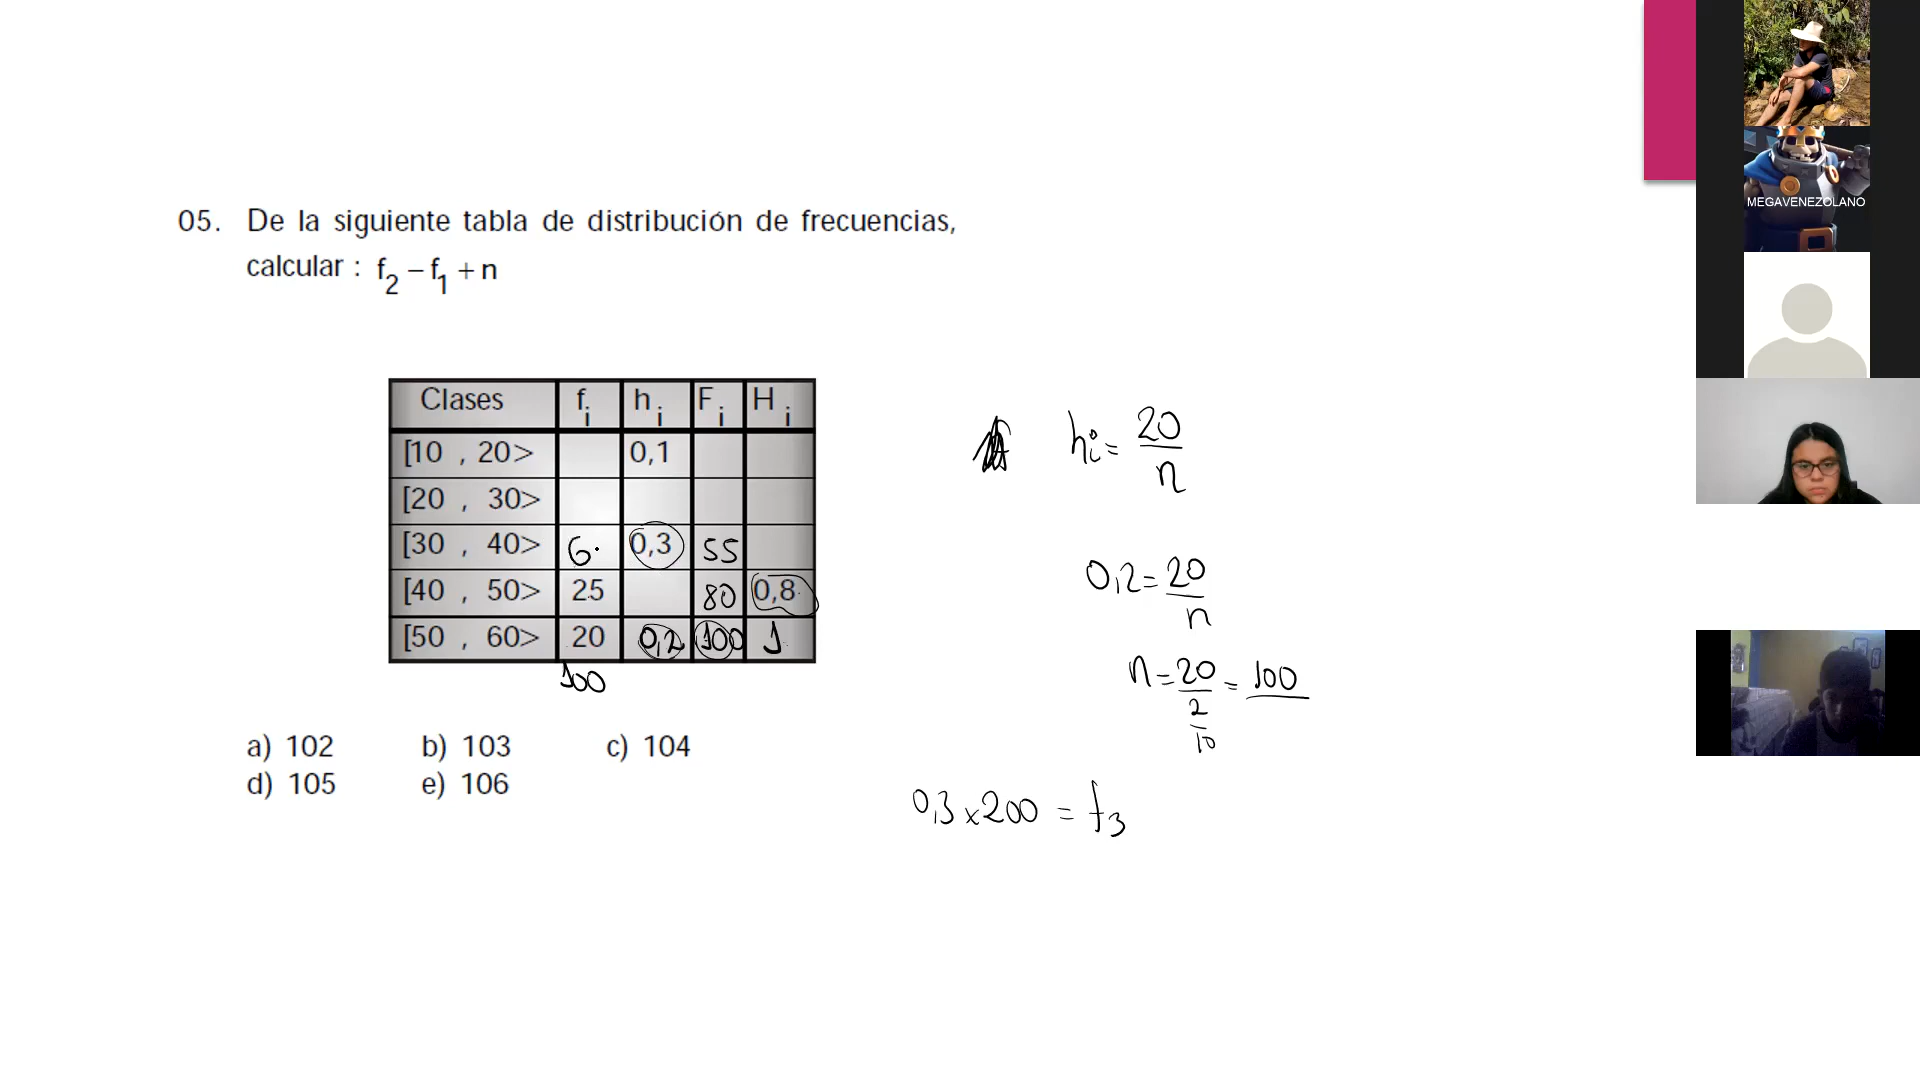 MEGAVENEZOLANO
05. De la siguiente tabla de distribución de frecuencias,
calcular : f2 − f1 + n
Clases fi hi Fi Hi
[10 , 20> 0,1
[20 , 30>
[30 , 40> 6· 0,3 55
[40 , 50> 25 80 0,8
[50 , 60> 20 0,2 100 1
100
a) 102 b) 103 c) 104
d) 105 e) 106
hi = 20/n
0,2 = 20/n
n = 20/(2/10) = 100
0,3 x 200 = f3